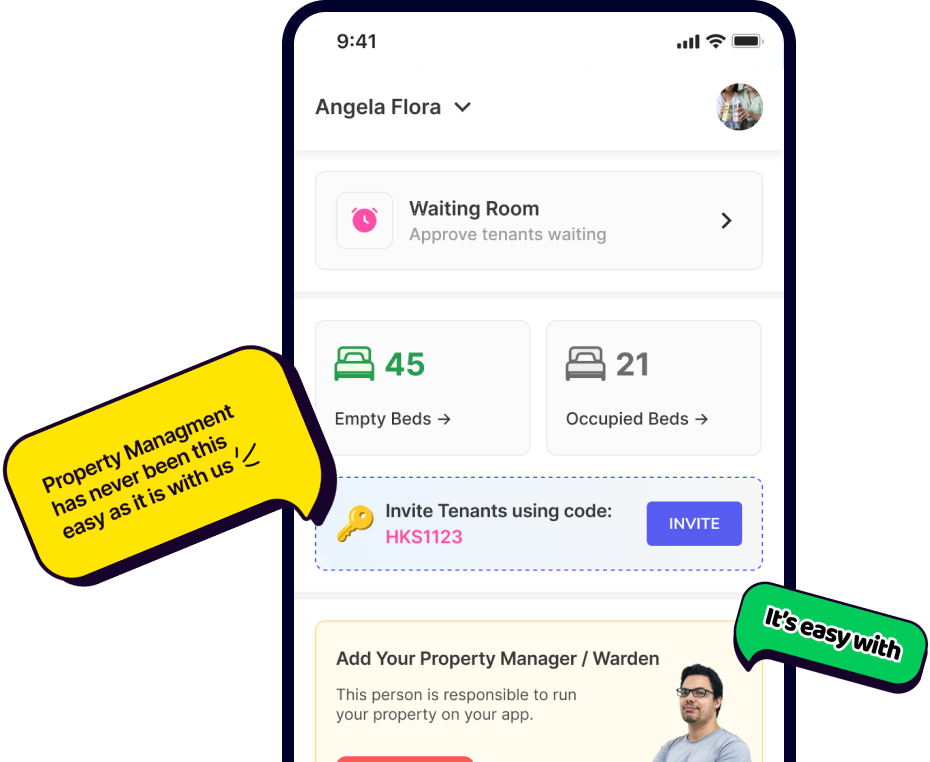 9:41
Angela Flora
Waiting Room
Approve tenants waiting
45
Empty Beds →
21
Occupied Beds →
Property Managment
has never been this
easy as it is with us
Invite Tenants using code:
HKS1123
INVITE
It's easy with
Add Your Property Manager / Warden
This person is responsible to run
your property on your app.